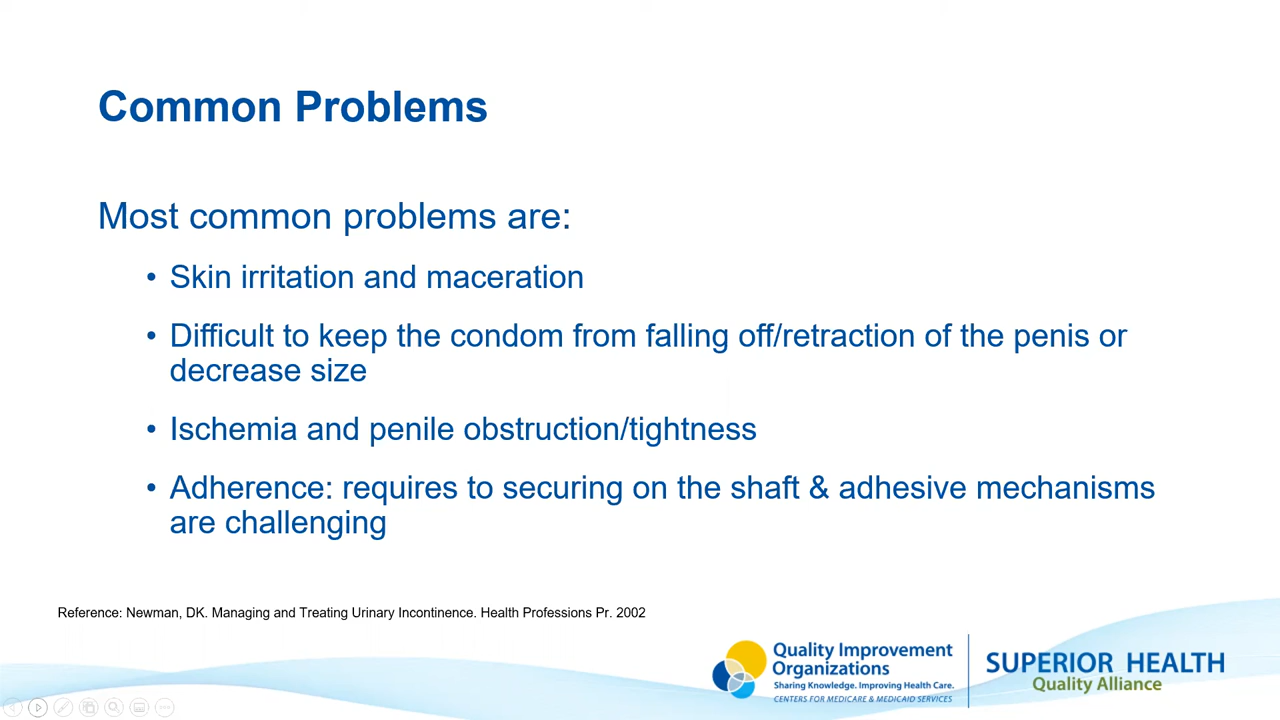 Common Problems
Most common problems are:
• Skin irritation and maceration
• Difficult to keep the condom from falling off/retraction of the penis or
decrease size
• Ischemia and penile obstruction/tightness
• Adherence: requires to securing on the shaft & adhesive mechanisms
are challenging
Reference: Newman, DK. Managing and Treating Urinary Incontinence. Health Professions Pr. 2002
Quality Improvement
Organizations
Sharing Knowledge. Improving Health Care.
CENTERS FOR MEDICARE & MEDICAID SERVICES
SUPERIOR HEALTH
Quality Alliance